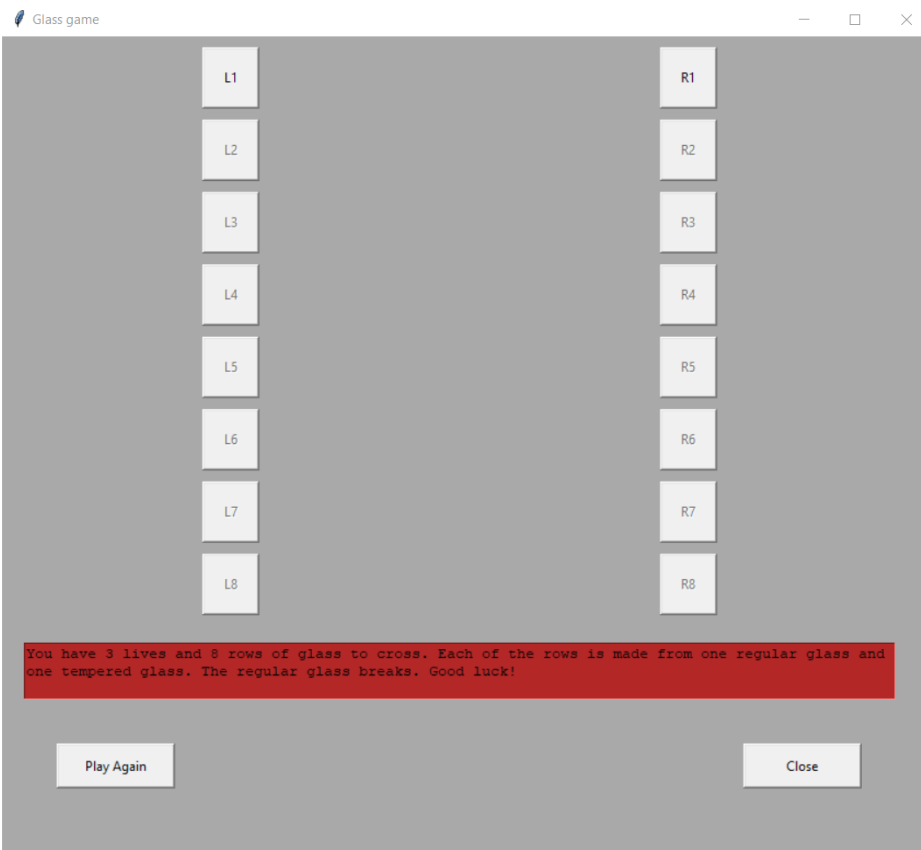 Glass game
L1 R1
L2 R2
L3 R3
L4 R4
L5 R5
L6 R6
L7 R7
L8 R8
You have 3 lives and 8 rows of glass to cross. Each of the rows is made from one regular glass and
one tempered glass. The regular glass breaks. Good luck!
Play Again Close